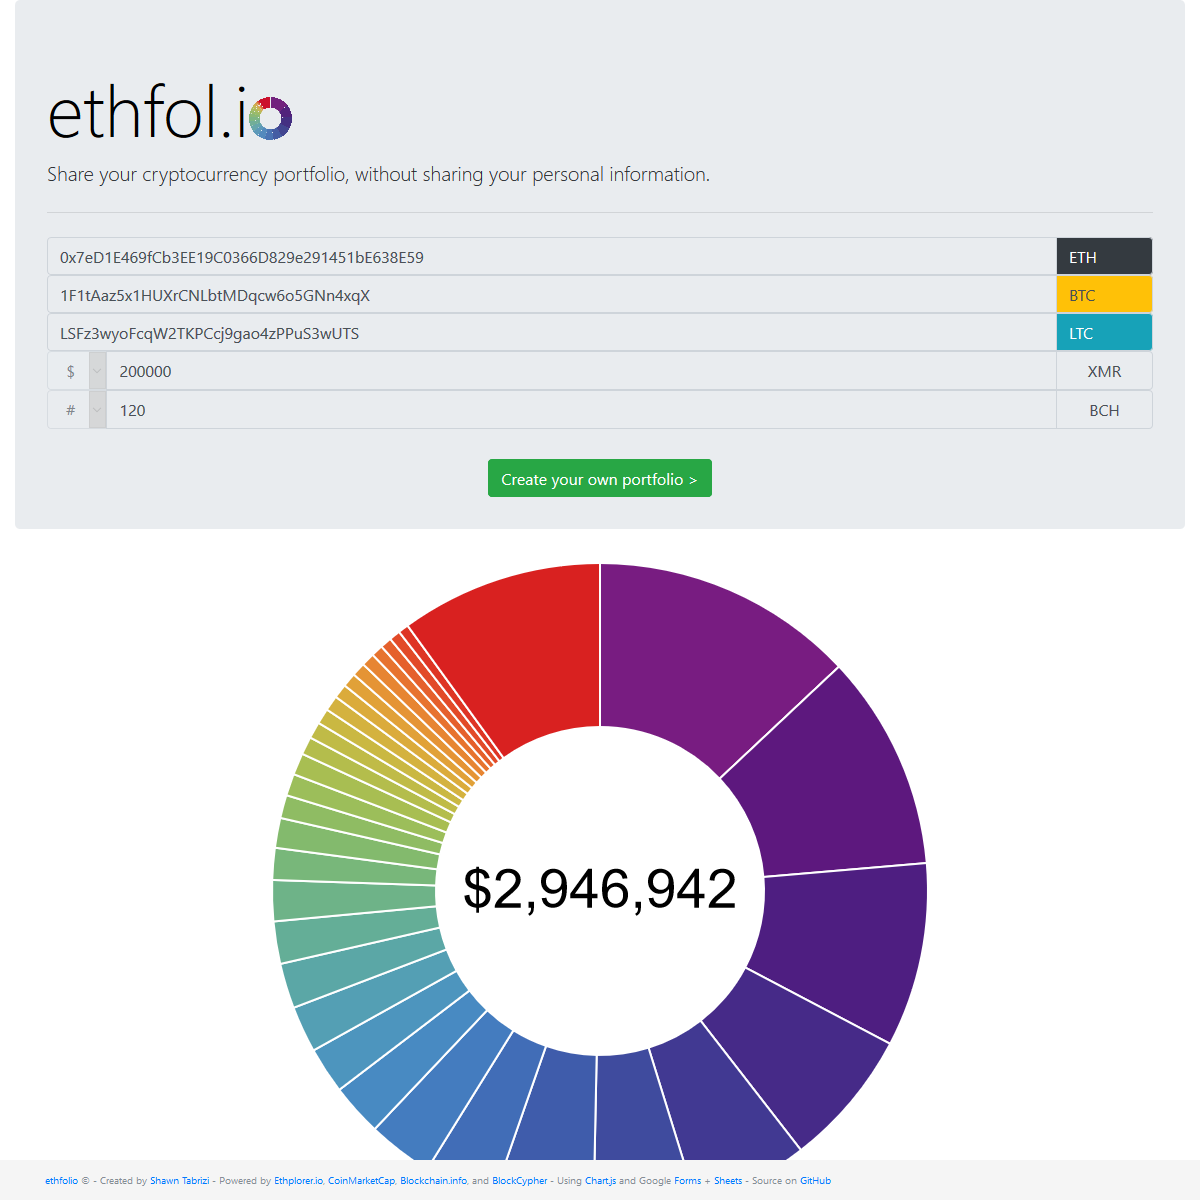 ethfol.io
Share your cryptocurrency portfolio, without sharing your personal information.
0x7eD1E469fCb3EE19C0366D829e291451bE638E59 ETH
1F1tAaz5x1HUXrCNLbtMDqcw6o5GNn4xqX BTC
LSFz3wyoFcqW2TKPCcj9gao4zPPuS3wUTS LTC
$ 200000 XMR
# 120 BCH
Create your own portfolio >
$2,946,942
ethfolio © - Created by Shawn Tabrizi - Powered by Ethplorer.io, CoinMarketCap, Blockchain.info, and BlockCypher - Using Chart.js and Google Forms + Sheets - Source on GitHub